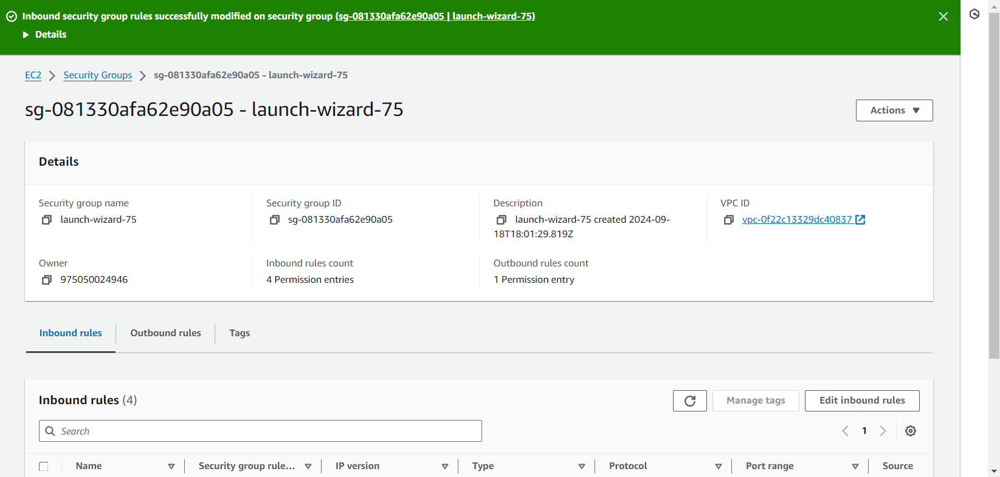 Inbound security group rules successfully modified on security group (sg-081330afa62e90a05 | launch-wizard-75)
Details
EC2 Security Groups sg-081330afa62e90a05 - launch-wizard-75
sg-081330afa62e90a05 - launch-wizard-75
Actions
Details
Security group name
launch-wizard-75
Security group ID
sg-081330afa62e90a05
Description
launch-wizard-75 created 2024-09-
18T18:01:29.819Z
VPC ID
vpc-0f22c13329dc40837
Owner
975050024946
Inbound rules count
4 Permission entries
Outbound rules count
1 Permission entry
Inbound rules Outbound rules Tags
Inbound rules (4)
Manage tags Edit inbound rules
Search
1
Name Security group rule... IP version Type Protocol Port range Source